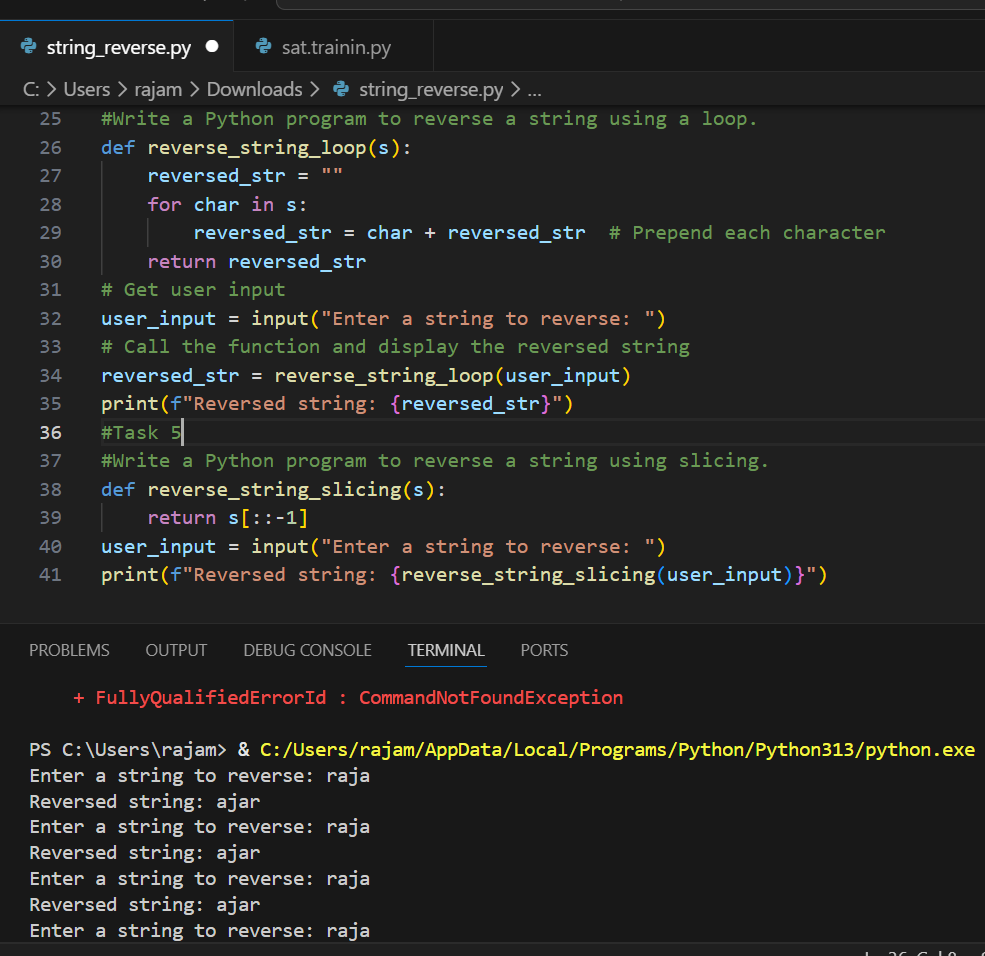 string_reverse.py
sat.trainin.py
C: > Users > rajam > Downloads > string_reverse.py > ...
25 #Write a Python program to reverse a string using a loop.
26 def reverse_string_loop(s):
27     reversed_str = ""
28     for char in s:
29         reversed_str = char + reversed_str  # Prepend each character
30     return reversed_str
31 # Get user input
32 user_input = input("Enter a string to reverse: ")
33 # Call the function and display the reversed string
34 reversed_str = reverse_string_loop(user_input)
35 print(f"Reversed string: {reversed_str}")
36 #Task 5
37 #Write a Python program to reverse a string using slicing.
38 def reverse_string_slicing(s):
39     return s[::-1]
40 user_input = input("Enter a string to reverse: ")
41 print(f"Reversed string: {reverse_string_slicing(user_input)}")
PROBLEMS OUTPUT DEBUG CONSOLE TERMINAL PORTS
+ FullyQualifiedErrorId : CommandNotFoundException
PS C:\Users\rajam> & C:/Users/rajam/AppData/Local/Programs/Python/Python313/python.exe
Enter a string to reverse: raja
Reversed string: ajar
Enter a string to reverse: raja
Reversed string: ajar
Enter a string to reverse: raja
Reversed string: ajar
Enter a string to reverse: raja